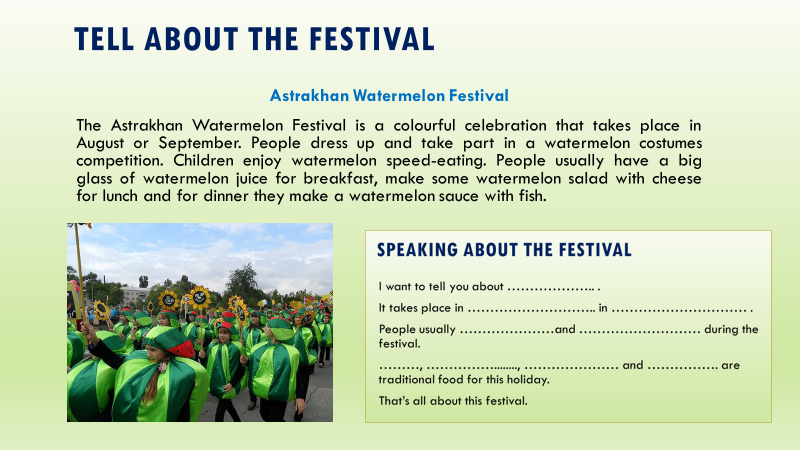 TELL ABOUT THE FESTIVAL
Astrakhan Watermelon Festival
The Astrakhan Watermelon Festival is a colourful celebration that takes place in
August or September. People dress up and take part in a watermelon costumes
competition. Children enjoy watermelon speed-eating. People usually have a big
glass of watermelon juice for breakfast, make some watermelon salad with cheese
for lunch and for dinner they make a watermelon sauce with fish.
SPEAKING ABOUT THE FESTIVAL
I want to tell you about ……………….. .
It takes place in ……………………….. in ………………………… .
People usually …………………and ……………………… during the
festival.
………, ……………........, ………………… and ……………. are
traditional food for this holiday.
That's all about this festival.